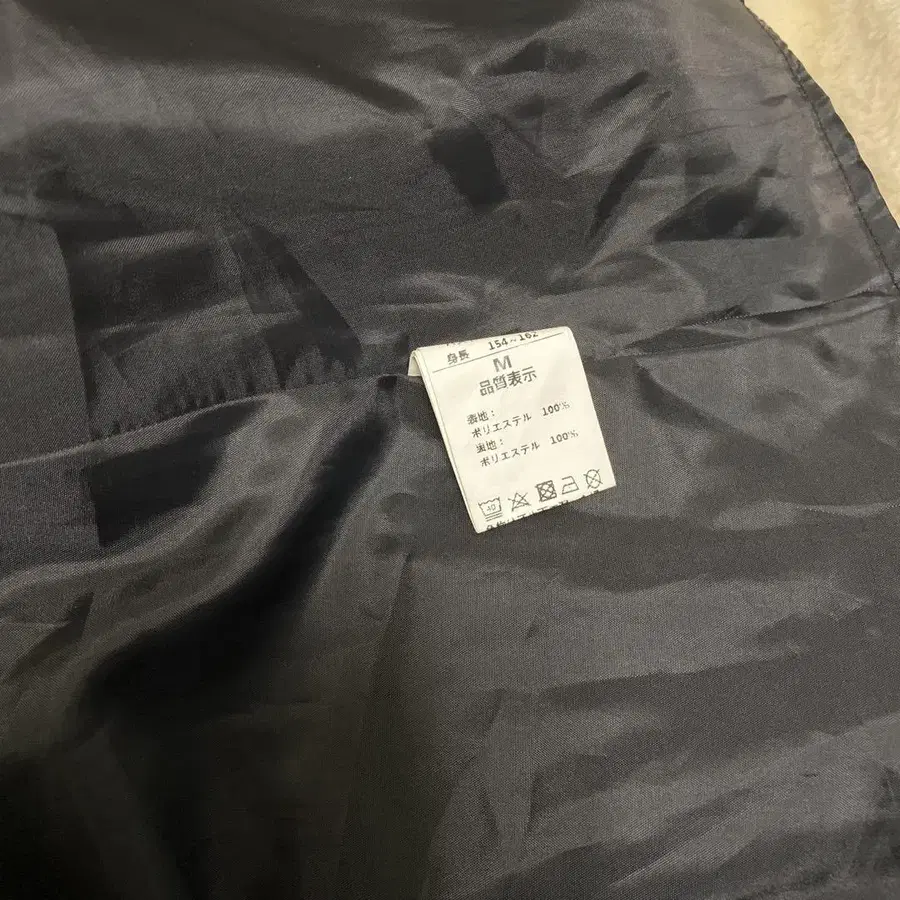 身長 154~162
M
品質表示
表地:
ポリエステル 100%
裏地:
ポリエステル 100%
40